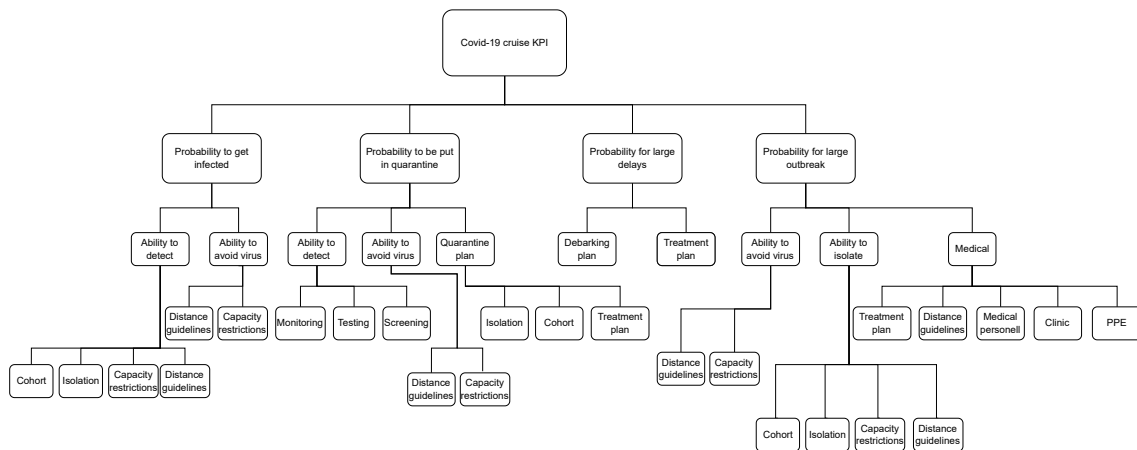 Covid-19 cruise KPI
Probability to get
infected
Probability to be put
in quarantine
Probability for large
delays
Probability for large
outbreak
Ability to
detect
Ability to
avoid virus
Ability to
detect
Ability to
avoid virus
Quarantine
plan
Debarking
plan
Treatment
plan
Ability to
avoid virus
Ability to
isolate
Medical
Distance
guidelines
Capacity
restrictions
Monitoring
Testing
Screening
Isolation
Cohort
Treatment
plan
Treatment
plan
Distance
guidelines
Medical
personell
Clinic
PPE
Cohort
Isolation
Capacity
restrictions
Distance
guidelines
Distance
guidelines
Capacity
restrictions
Distance
guidelines
Capacity
restrictions
Cohort
Isolation
Capacity
restrictions
Distance
guidelines